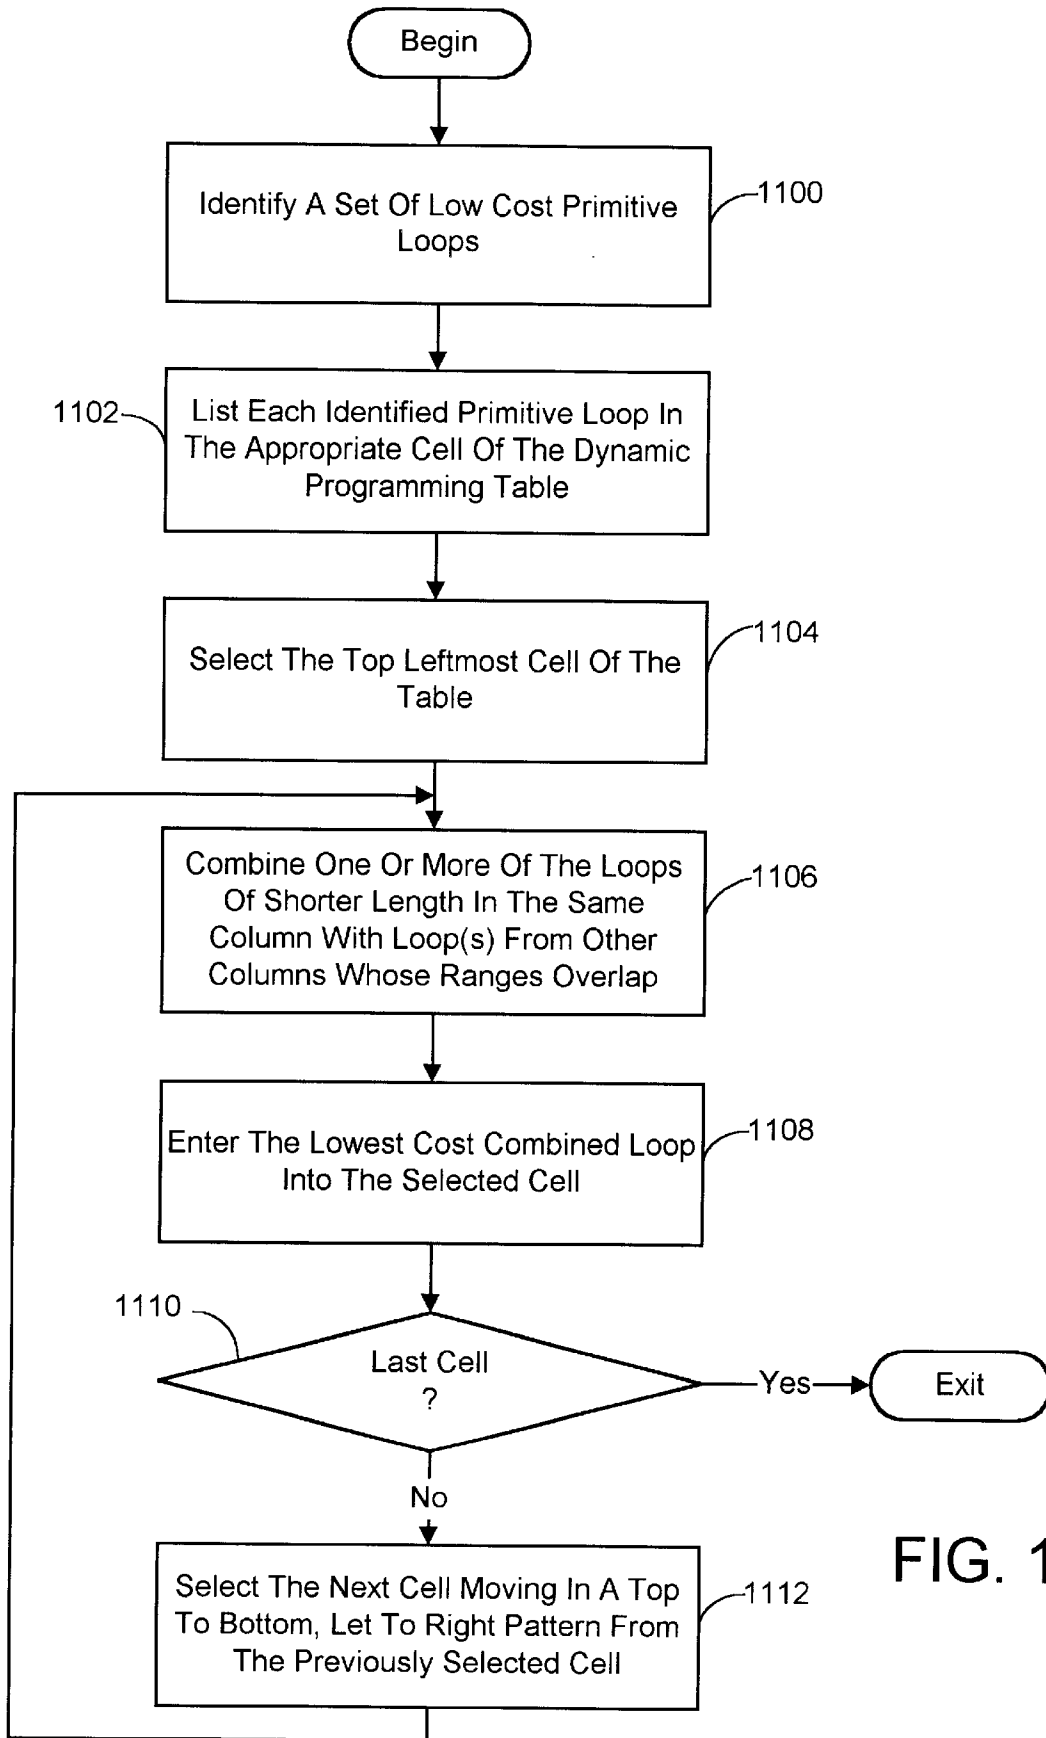 Begin
Identify A Set Of Low Cost Primitive
Loops
1100
1102
List Each Identified Primitive Loop In
The Appropriate Cell Of The Dynamic
Programming Table
Select The Top Leftmost Cell Of The
Table
1104
Combine One Or More Of The Loops
Of Shorter Length In The Same
Column With Loop(s) From Other
Columns Whose Ranges Overlap
1106
Enter The Lowest Cost Combined Loop
Into The Selected Cell
1108
1110
Last Cell
?
Yes
Exit
No
Select The Next Cell Moving In A Top
To Bottom, Let To Right Pattern From
The Previously Selected Cell
1112
FIG. 1